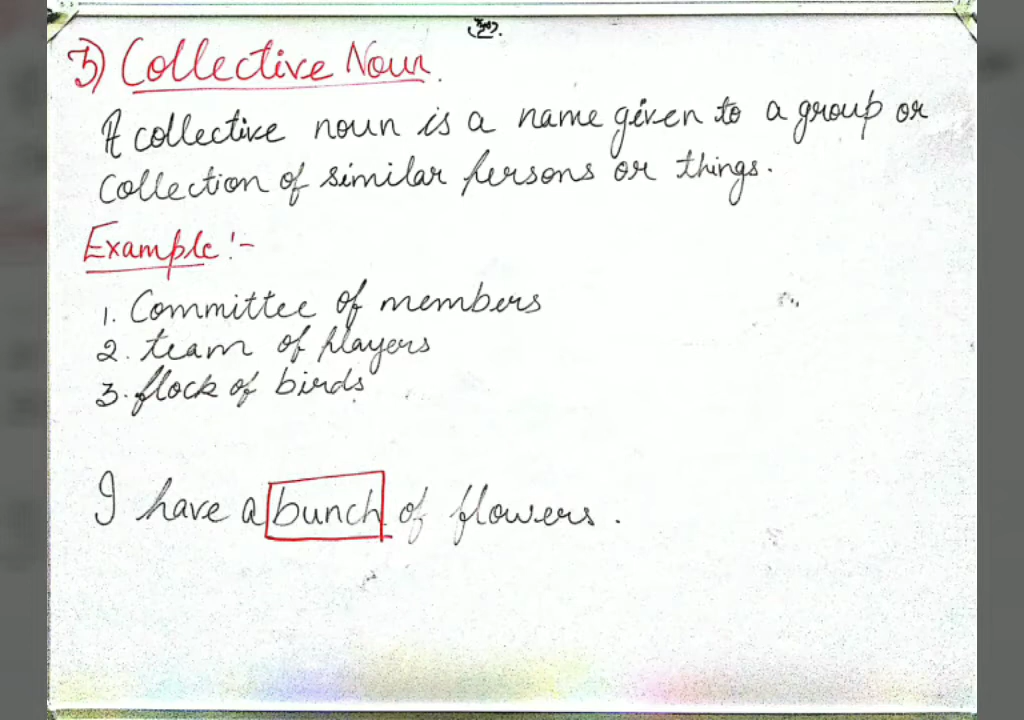 3) Collective Noun.
A collective noun is a name given to a group or
collection of similar persons or things.
Example :-
1. Committee of members
2. team of players
3. flock of birds
I have a bunch of flowers.